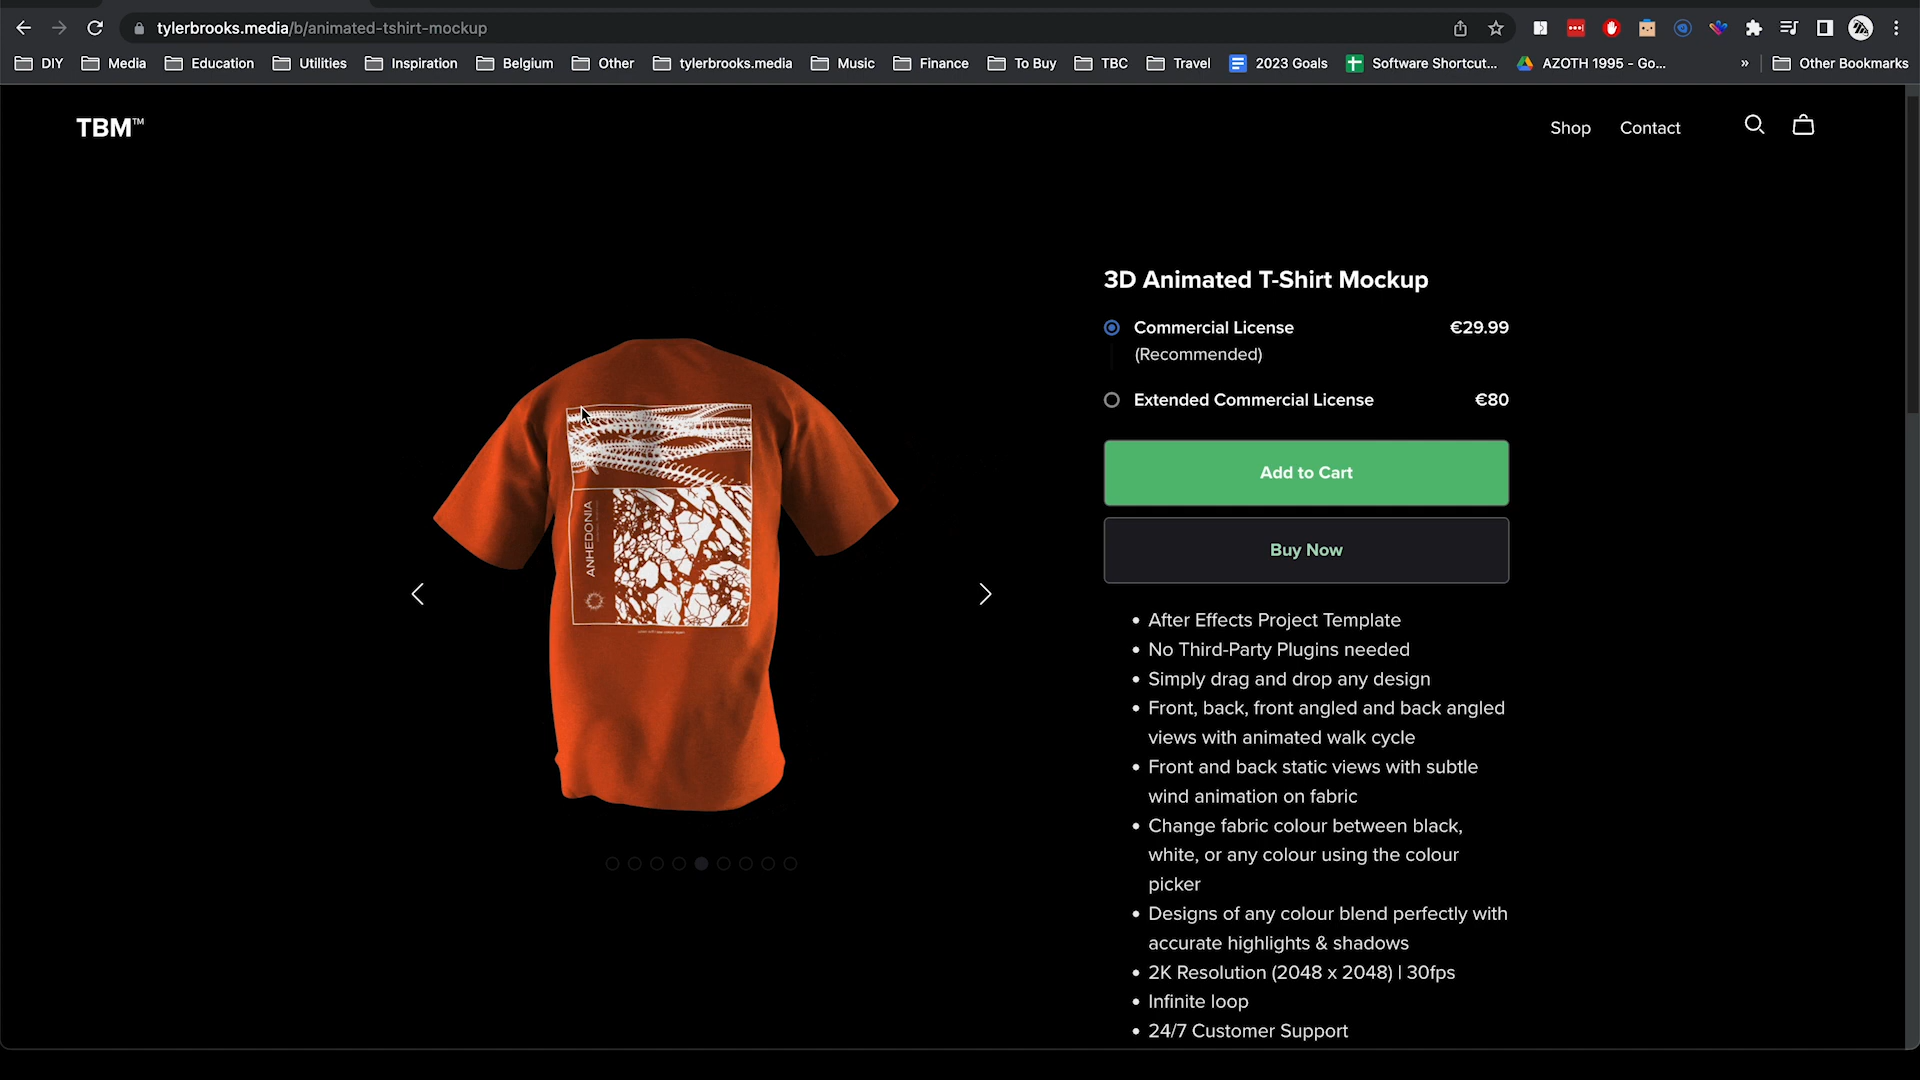 tylerbrooks.media/b/animated-tshirt-mockup
DIY
Media
Education
Utilities
Inspiration
Belgium
Other
tylerbrooks.media
Music
Finance
To Buy
TBC
Travel
2023 Goals
Software Shortcut...
AZOTH 1995 - Go...
»
Other Bookmarks
TBM™
Shop
Contact
3D Animated T-Shirt Mockup
Commercial License €29.99
(Recommended)
Extended Commercial License €80
Add to Cart
Buy Now
ANHEDONIA
• After Effects Project Template
• No Third-Party Plugins needed
• Simply drag and drop any design
• Front, back, front angled and back angled
views with animated walk cycle
• Front and back static views with subtle
wind animation on fabric
• Change fabric colour between black,
white, or any colour using the colour
picker
• Designs of any colour blend perfectly with
accurate highlights & shadows
• 2K Resolution (2048 x 2048) | 30fps
• Infinite loop
• 24/7 Customer Support